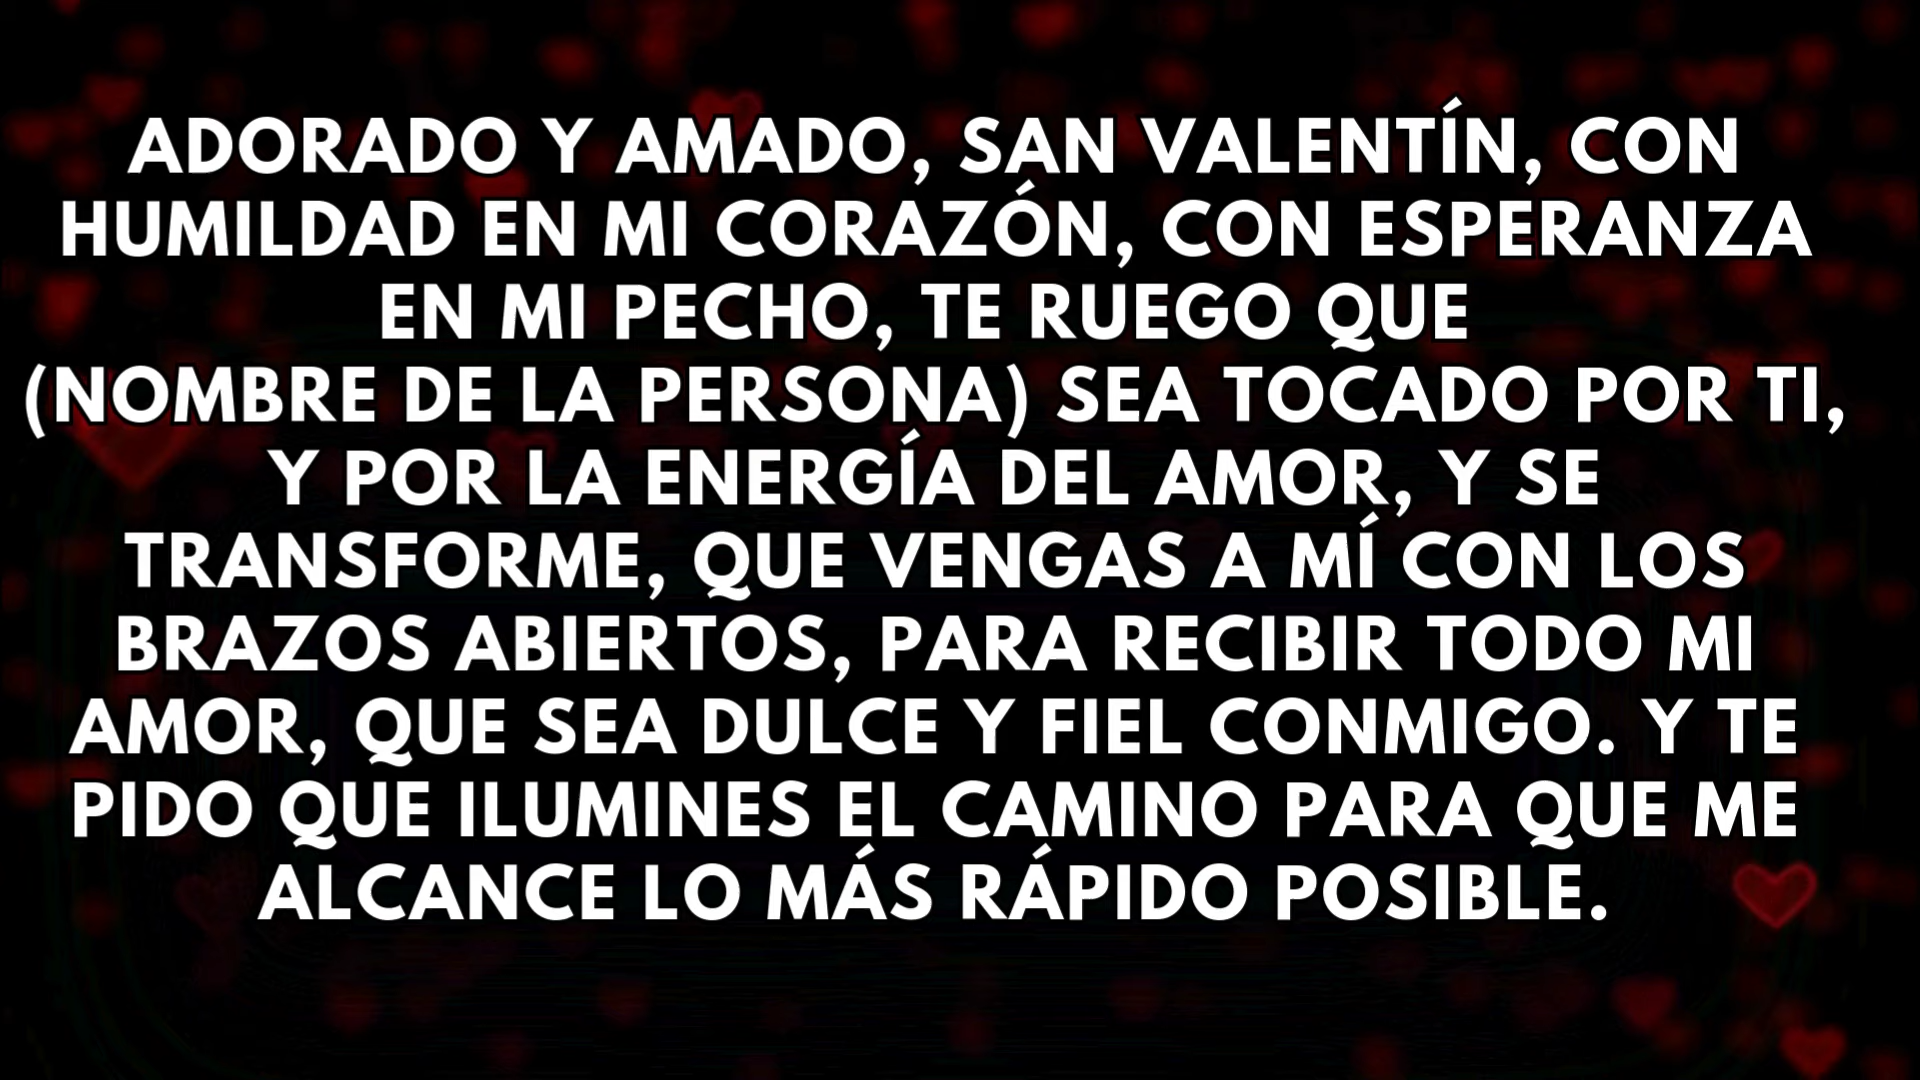 ADORADO Y AMADO, SAN VALENTÍN, CON
HUMILDAD EN MI CORAZÓN, CON ESPERANZA
EN MI PECHO, TE RUEGO QUE
(NOMBRE DE LA PERSONA) SEA TOCADO POR TI,
Y POR LA ENERGÍA DEL AMOR, Y SE
TRANSFORME, QUE VENGAS A MÍ CON LOS
BRAZOS ABIERTOS, PARA RECIBIR TODO MI
AMOR, QUE SEA DULCE Y FIEL CONMIGO. Y TE
PIDO QUE ILUMINES EL CAMINO PARA QUE ME
ALCANCE LO MÁS RÁPIDO POSIBLE.